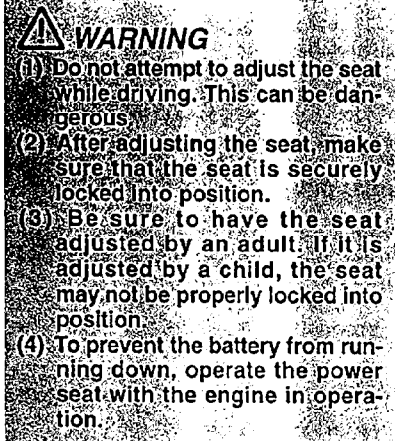 WARNING
(1) Do not attempt to adjust the seat
while driving. This can be dan-
gerous.
(2) After adjusting the seat, make
sure that the seat is securely
locked into position.
(3) Be sure to have the seat
adjusted by an adult. If it is
adjusted by a child, the seat
may not be properly locked into
position.
(4) To prevent the battery from run-
ning down, operate the power
seat with the engine in opera-
tion.